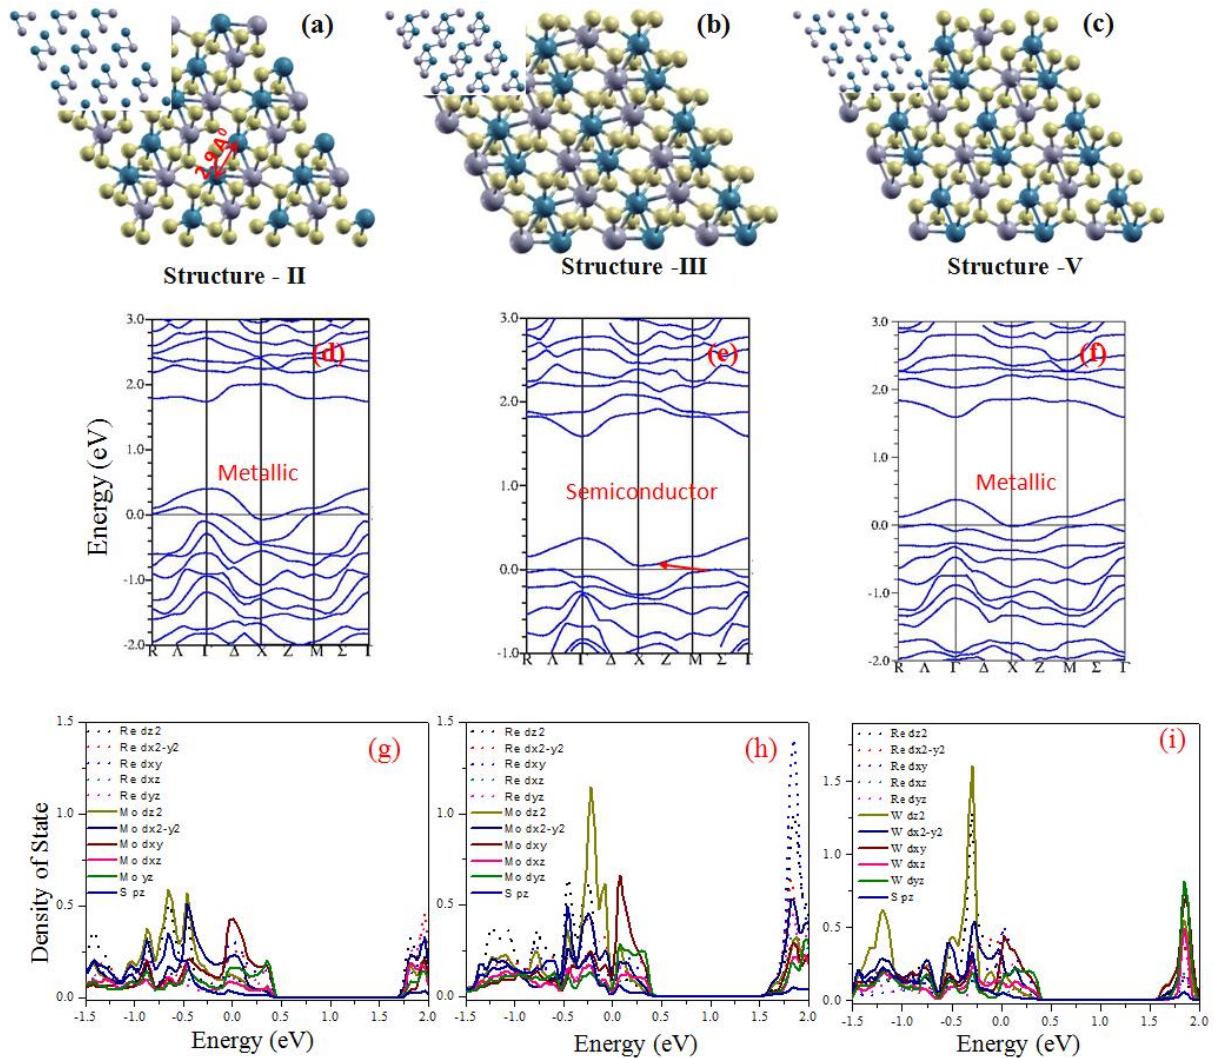 (a)
(b)
(c)
2.9 A⁰
Structure - II
Structure -III
Structure -V
Energy (eV)
3.0
2.0
1.0
0.0
-1.0
-2.0
(d)
Metallic
R Λ Γ Δ X Z M Σ Γ
3.0
2.0
1.0
0.0
-1.0
(e)
Semiconductor
R Λ Γ Δ X Z M Σ Γ
3.0
2.0
1.0
0.0
-1.0
-2.0
(f)
Metallic
R Λ Γ Δ X Z M Σ Γ
Density of State
1.5
1.0
0.5
0.0
Re dz2
Re dx2-y2
Re dxy
Re dxz
Re dyz
Mo dz2
Mo dx2-y2
Mo dxy
Mo dxz
Mo yz
S pz
(g)
-1.5 -1.0 -0.5 0.0 0.5 1.0 1.5 2.0
Energy (eV)
1.5
1.0
0.5
0.0
Re dz2
Re dx2-y2
Re dxy
Re dxz
Re dyz
Mo dz2
Mo dx2-y2
Mo dxy
Mo dxz
Mo dyz
S pz
(h)
-1.5 -1.0 -0.5 0.0 0.5 1.0 1.5 2.0
Energy (eV)
1.5
1.0
0.5
0.0
Re dz2
Re dx2-y2
Re dxy
Re dxz
Re dyz
W dz2
W dx2-y2
W dxy
W dxz
W dyz
S pz
(i)
-1.5 -1.0 -0.5 0.0 0.5 1.0 1.5 2.0
Energy (eV)